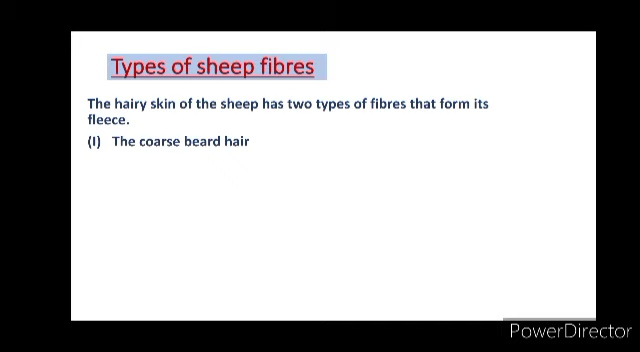 Types of sheep fibres
The hairy skin of the sheep has two types of fibres that form its
fleece.
(I) The coarse beard hair
PowerDirector